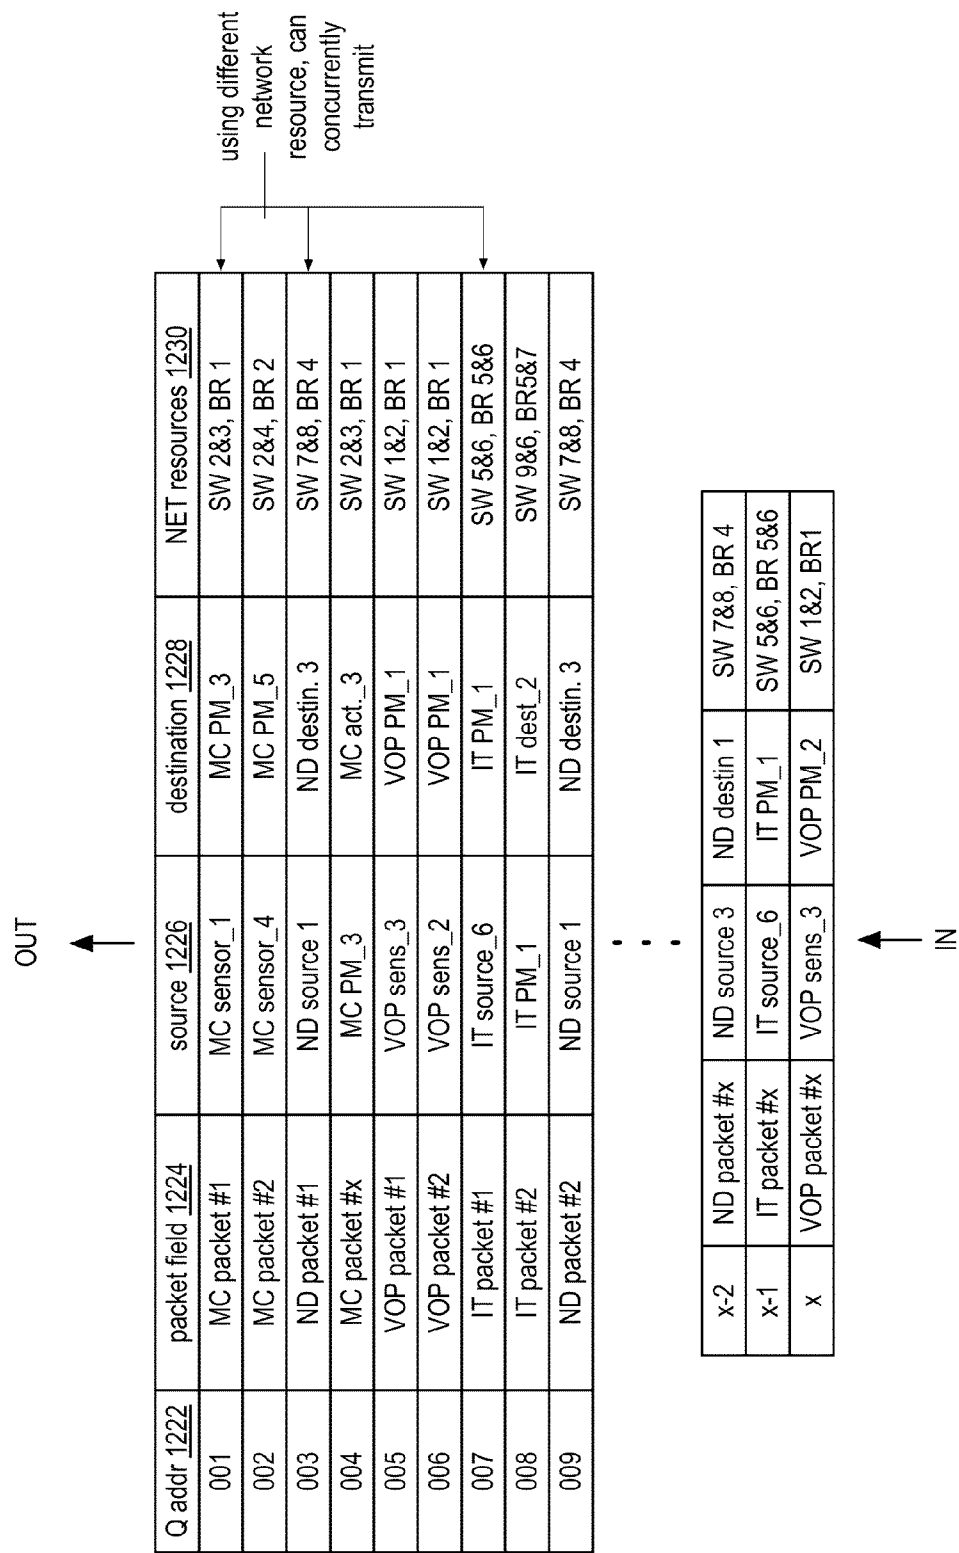 OUT
Q addr 1222 packet field 1224 source 1226 destination 1228 NET resources 1230
001 MC packet #1 MC sensor_1 MC PM_3 SW 2&3, BR 1
002 MC packet #2 MC sensor_4 MC PM_5 SW 2&4, BR 2
003 ND packet #1 ND source 1 ND destin. 3 SW 7&8, BR 4
004 MC packet #x MC PM_3 MC act._3 SW 2&3, BR 1
005 VOP packet #1 VOP sens_3 VOP PM_1 SW 1&2, BR 1
006 VOP packet #2 VOP sens_2 VOP PM_1 SW 1&2, BR 1
007 IT packet #1 IT source_6 IT PM_1 SW 5&6, BR 5&6
008 IT packet #2 IT PM_1 IT dest_2 SW 9&6, BR5&7
009 ND packet #2 ND source 1 ND destin. 3 SW 7&8, BR 4
using different
network
resource, can
concurrently
transmit
x-2 ND packet #x ND source 3 ND destin 1 SW 7&8, BR 4
x-1 IT packet #x IT source_6 IT PM_1 SW 5&6, BR 5&6
x VOP packet #x VOP sens_3 VOP PM_2 SW 1&2, BR1
IN